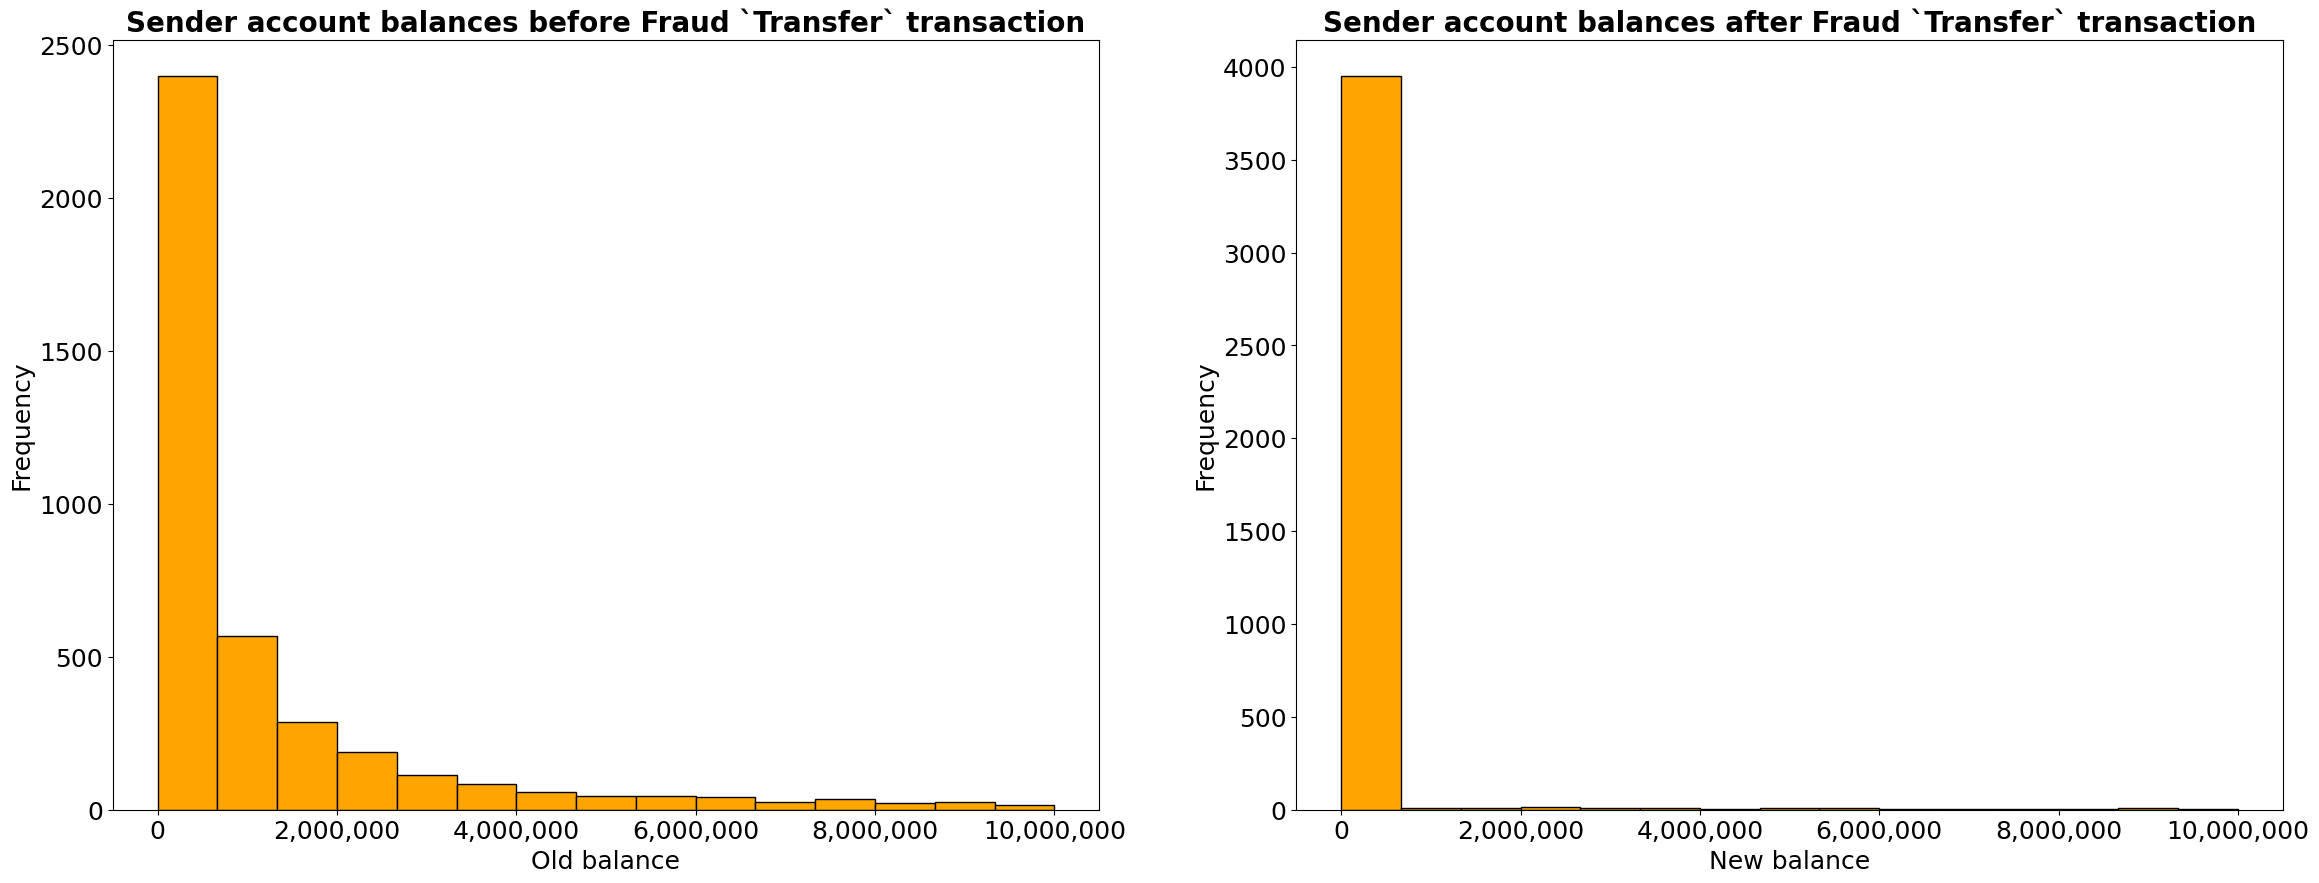 Sender account balances before Fraud `Transfer` transaction
2500
2000
1500
1000
500
0
Frequency
0 2,000,000 4,000,000 6,000,000 8,000,000 10,000,000
Old balance
Sender account balances after Fraud `Transfer` transaction
4000
3500
3000
2500
2000
1500
1000
500
0
Frequency
0 2,000,000 4,000,000 6,000,000 8,000,000 10,000,000
New balance